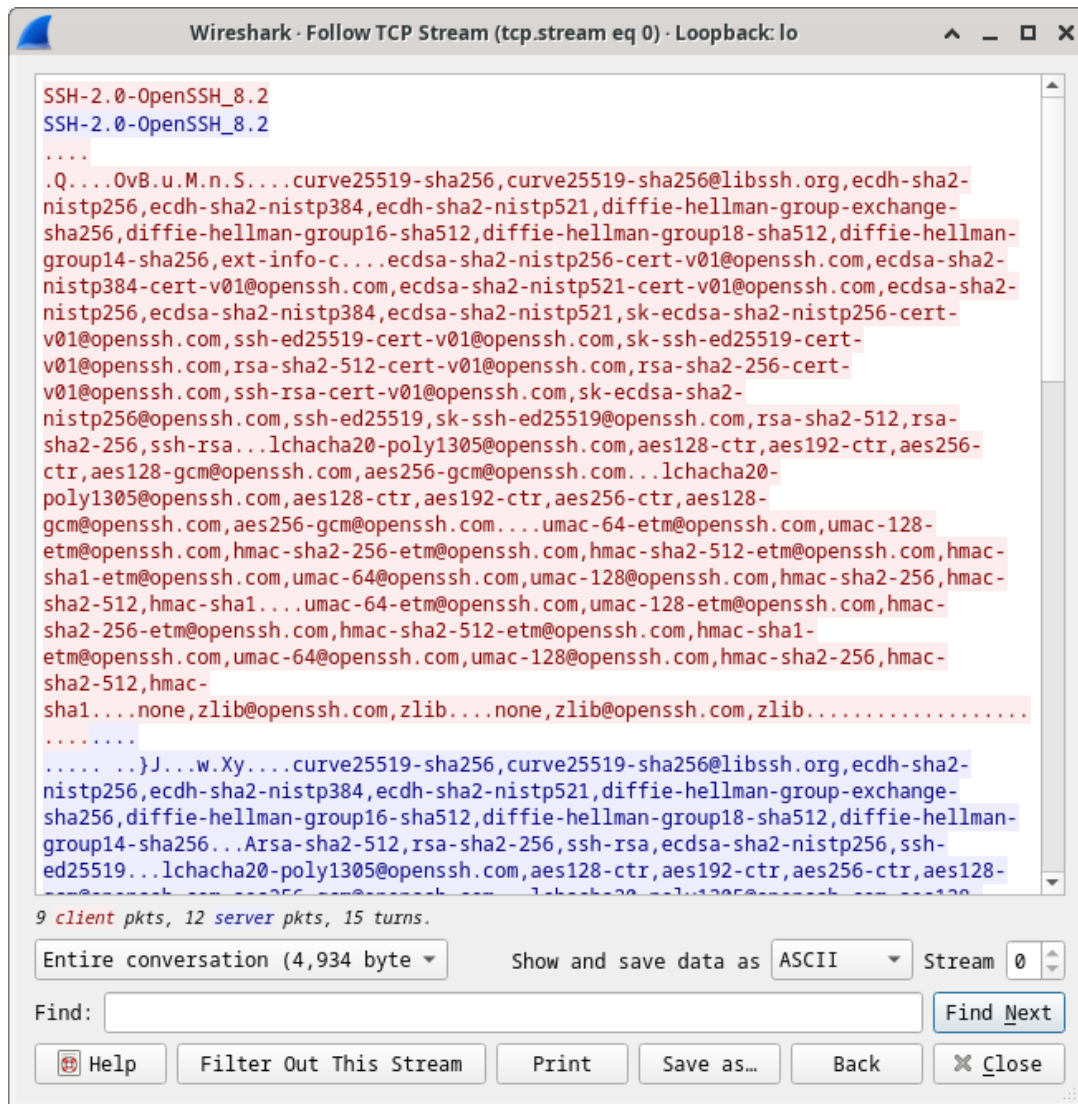 Wireshark · Follow TCP Stream (tcp.stream eq 0) · Loopback: lo
SSH-2.0-OpenSSH_8.2
SSH-2.0-OpenSSH_8.2
....
.Q....OvB.u.M.n.S....curve25519-sha256,curve25519-sha256@libssh.org,ecdh-sha2-
nistp256,ecdh-sha2-nistp384,ecdh-sha2-nistp521,diffie-hellman-group-exchange-
sha256,diffie-hellman-group16-sha512,diffie-hellman-group18-sha512,diffie-hellman-
group14-sha256,ext-info-c....ecdsa-sha2-nistp256-cert-v01@openssh.com,ecdsa-sha2-
nistp384-cert-v01@openssh.com,ecdsa-sha2-nistp521-cert-v01@openssh.com,ecdsa-sha2-
nistp256,ecdsa-sha2-nistp384,ecdsa-sha2-nistp521,sk-ecdsa-sha2-nistp256-cert-
v01@openssh.com,ssh-ed25519-cert-v01@openssh.com,sk-ssh-ed25519-cert-
v01@openssh.com,rsa-sha2-512-cert-v01@openssh.com,rsa-sha2-256-cert-
v01@openssh.com,ssh-rsa-cert-v01@openssh.com,sk-ecdsa-sha2-
nistp256@openssh.com,ssh-ed25519,sk-ssh-ed25519@openssh.com,rsa-sha2-512,rsa-
sha2-256,ssh-rsa...lchacha20-poly1305@openssh.com,aes128-ctr,aes192-ctr,aes256-
ctr,aes128-gcm@openssh.com,aes256-gcm@openssh.com...lchacha20-
poly1305@openssh.com,aes128-ctr,aes192-ctr,aes256-ctr,aes128-
gcm@openssh.com,aes256-gcm@openssh.com....umac-64-etm@openssh.com,umac-128-
etm@openssh.com,hmac-sha2-256-etm@openssh.com,hmac-sha2-512-etm@openssh.com,hmac-
sha1-etm@openssh.com,umac-64@openssh.com,umac-128@openssh.com,hmac-sha2-256,hmac-
sha2-512,hmac-sha1....umac-64-etm@openssh.com,umac-128-etm@openssh.com,hmac-
sha2-256-etm@openssh.com,hmac-sha2-512-etm@openssh.com,hmac-sha1-
etm@openssh.com,umac-64@openssh.com,umac-128@openssh.com,hmac-sha2-256,hmac-
sha2-512,hmac-
sha1....none,zlib@openssh.com,zlib....none,zlib@openssh.com,zlib...................
........
..... ..}J...w.Xy....curve25519-sha256,curve25519-sha256@libssh.org,ecdh-sha2-
nistp256,ecdh-sha2-nistp384,ecdh-sha2-nistp521,diffie-hellman-group-exchange-
sha256,diffie-hellman-group16-sha512,diffie-hellman-group18-sha512,diffie-hellman-
group14-sha256...Arsa-sha2-512,rsa-sha2-256,ssh-rsa,ecdsa-sha2-nistp256,ssh-
ed25519...lchacha20-poly1305@openssh.com,aes128-ctr,aes192-ctr,aes256-ctr,aes128-
9 client pkts, 12 server pkts, 15 turns.
Entire conversation (4,934 byte
Show and save data as ASCII Stream 0
Find: Find Next
Help Filter Out This Stream Print Save as… Back Close